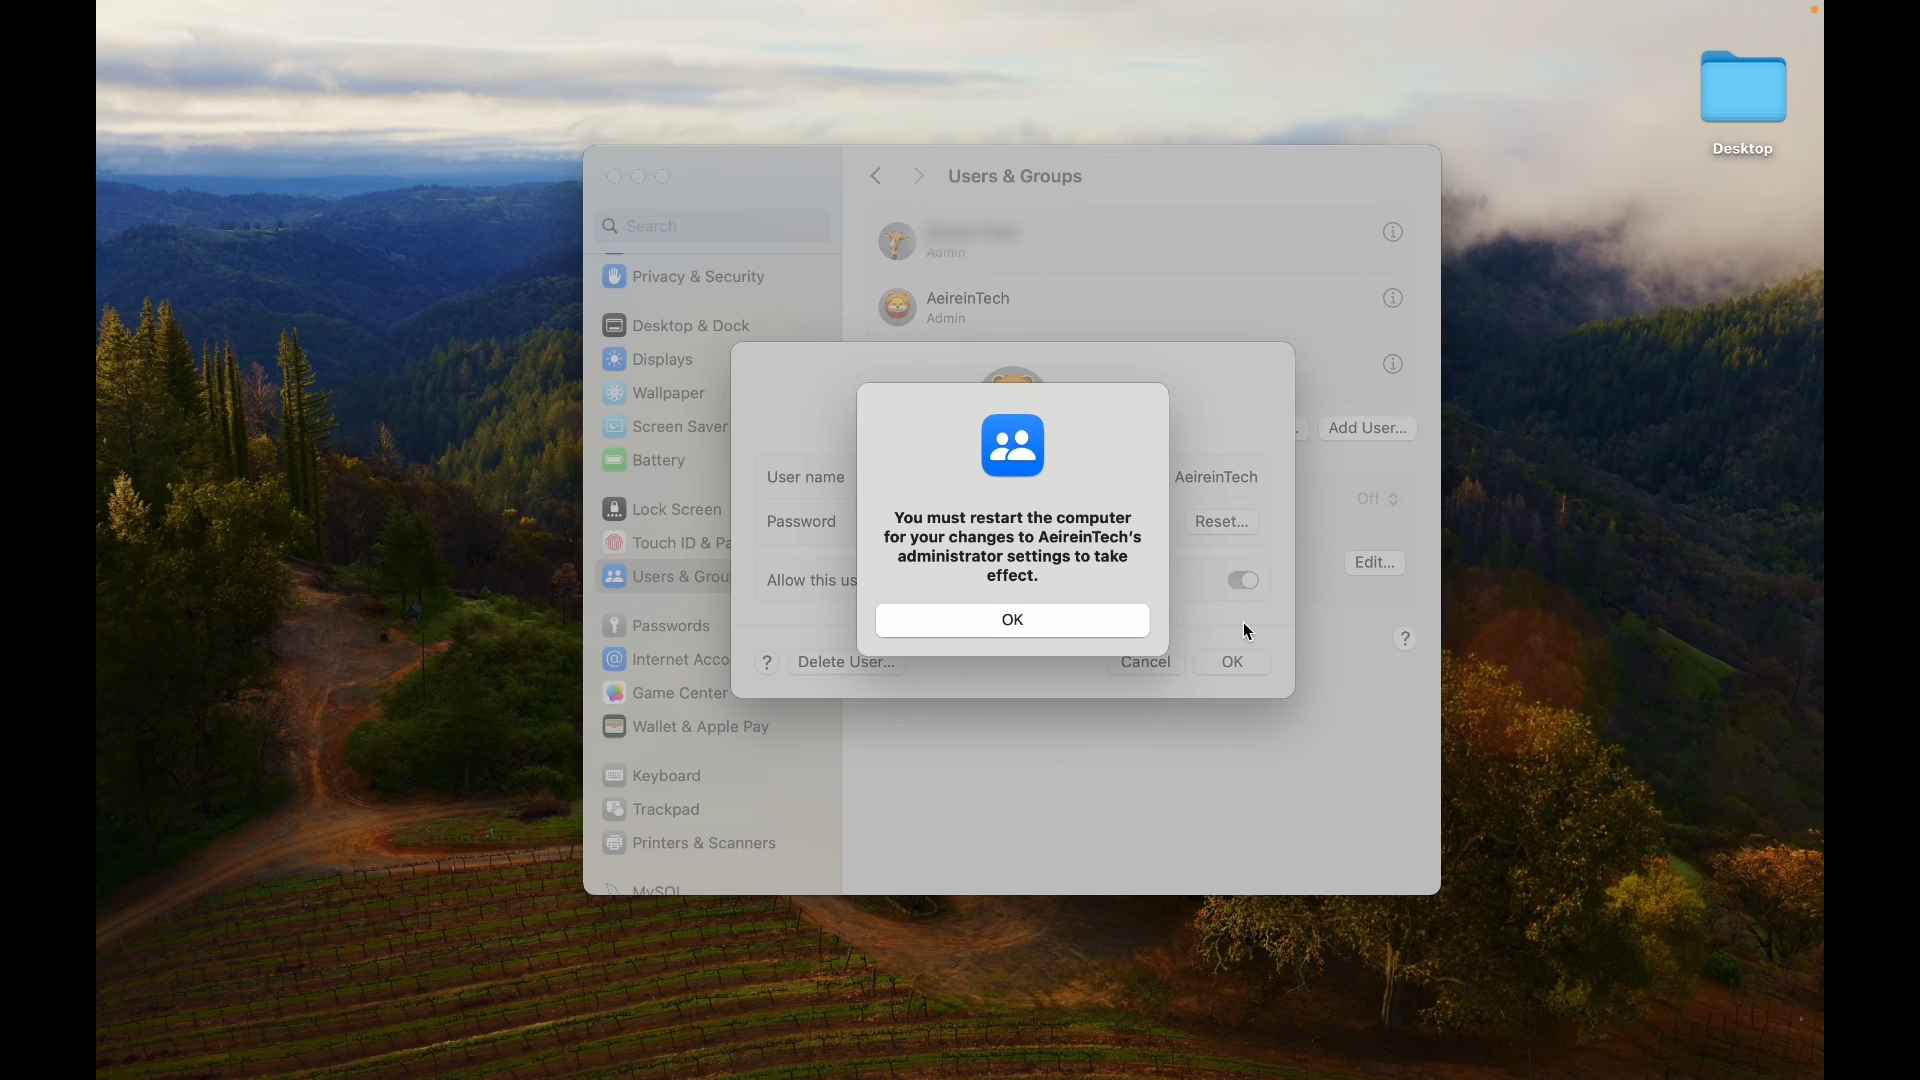 Desktop
Users & Groups
Search
Admin
Privacy & Security
AeireinTech
Admin
Desktop & Dock
Displays
Wallpaper
Screen Saver
Add User...
Battery
User name
AeireinTech
Off
Lock Screen
Password
Reset...
You must restart the computer
for your changes to AeireinTech's
administrator settings to take
effect.
Touch ID & Pa
Edit...
Users & Grou
Allow this us
OK
Passwords
?
Internet Acco
?
Delete User...
Cancel
OK
Game Center
Wallet & Apple Pay
Keyboard
Trackpad
Printers & Scanners
MySQL